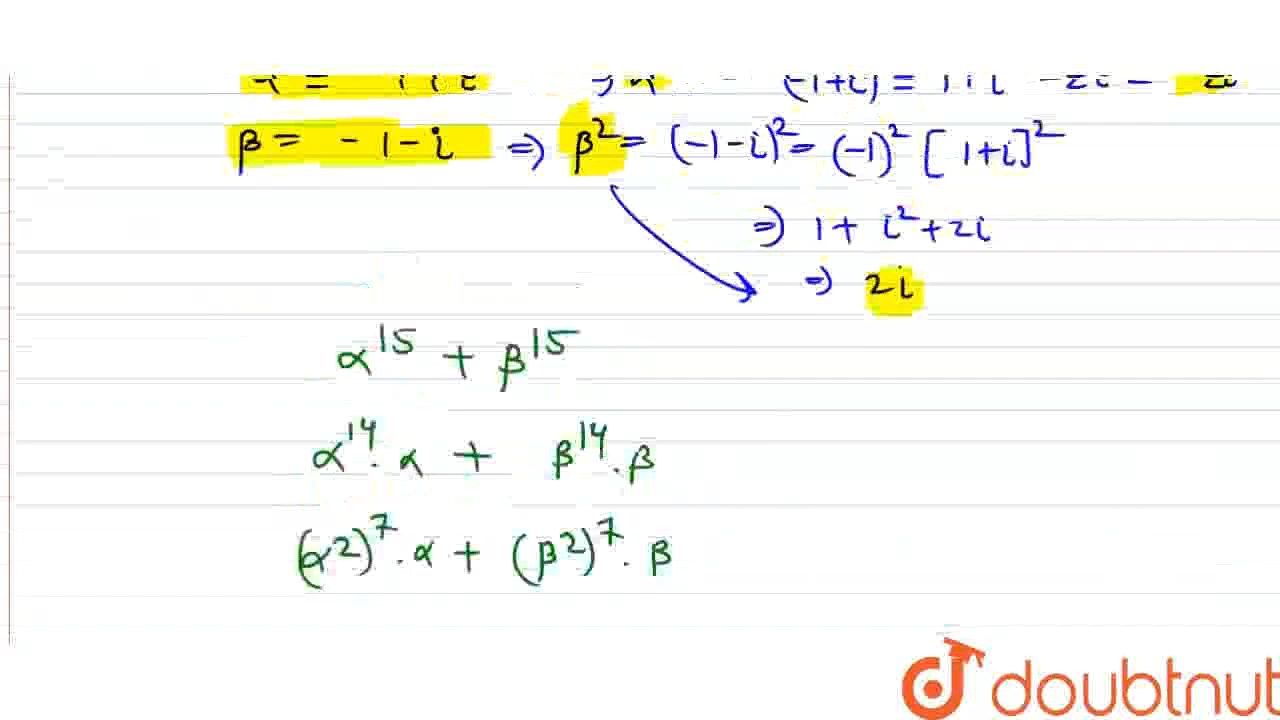 β = -1-i ⇒ β² = (-1-i)² = (-1)² [1+i]²
⇒ 1 + i² + 2i
⇒ 2i
α¹⁵ + β¹⁵
α¹⁴. α + β¹⁴. β
(α2)⁷. α + (β2)⁷. β
doubtnut